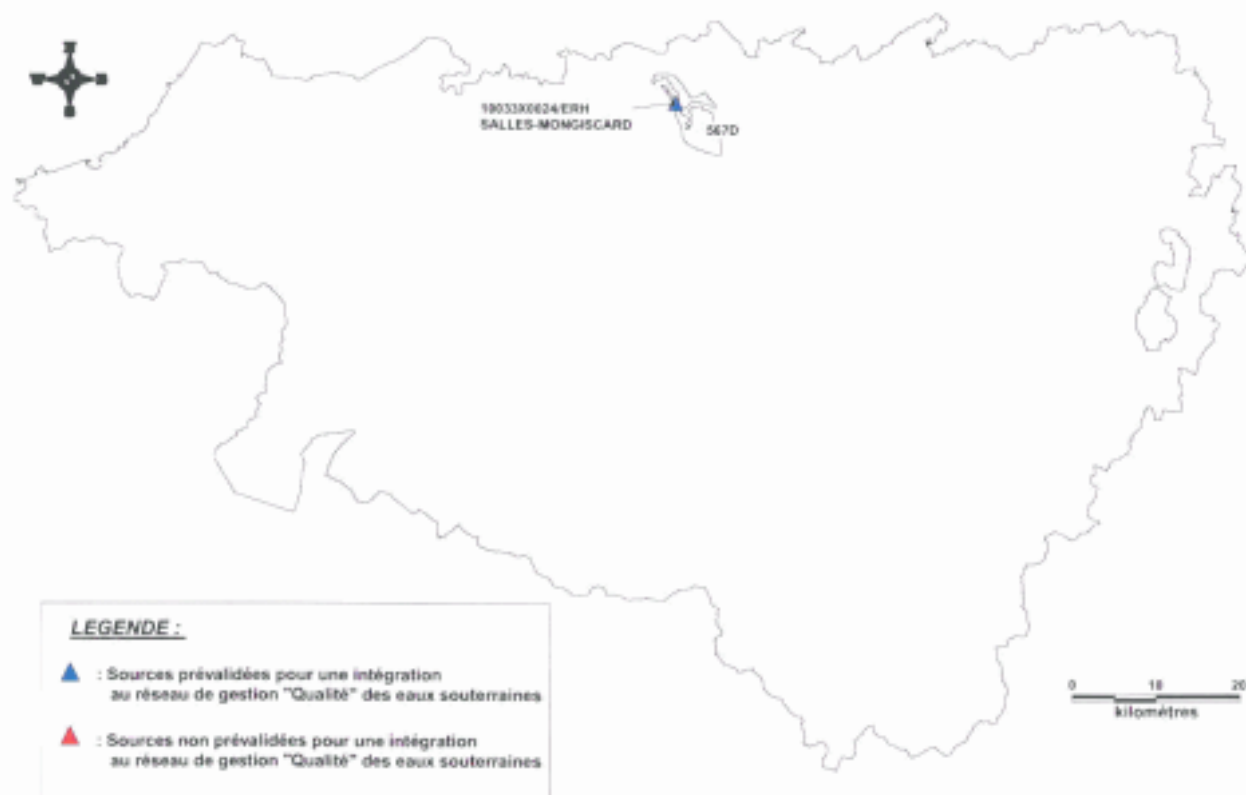 10033X0024/ERH
SALLES-MONGISCARD
567D
LEGENDE :
: Sources prévalidées pour une intégration
au réseau de gestion "Qualité" des eaux souterraines
: Sources non prévalidées pour une intégration
au réseau de gestion "Qualité" des eaux souterraines
0 10 20
kilomètres